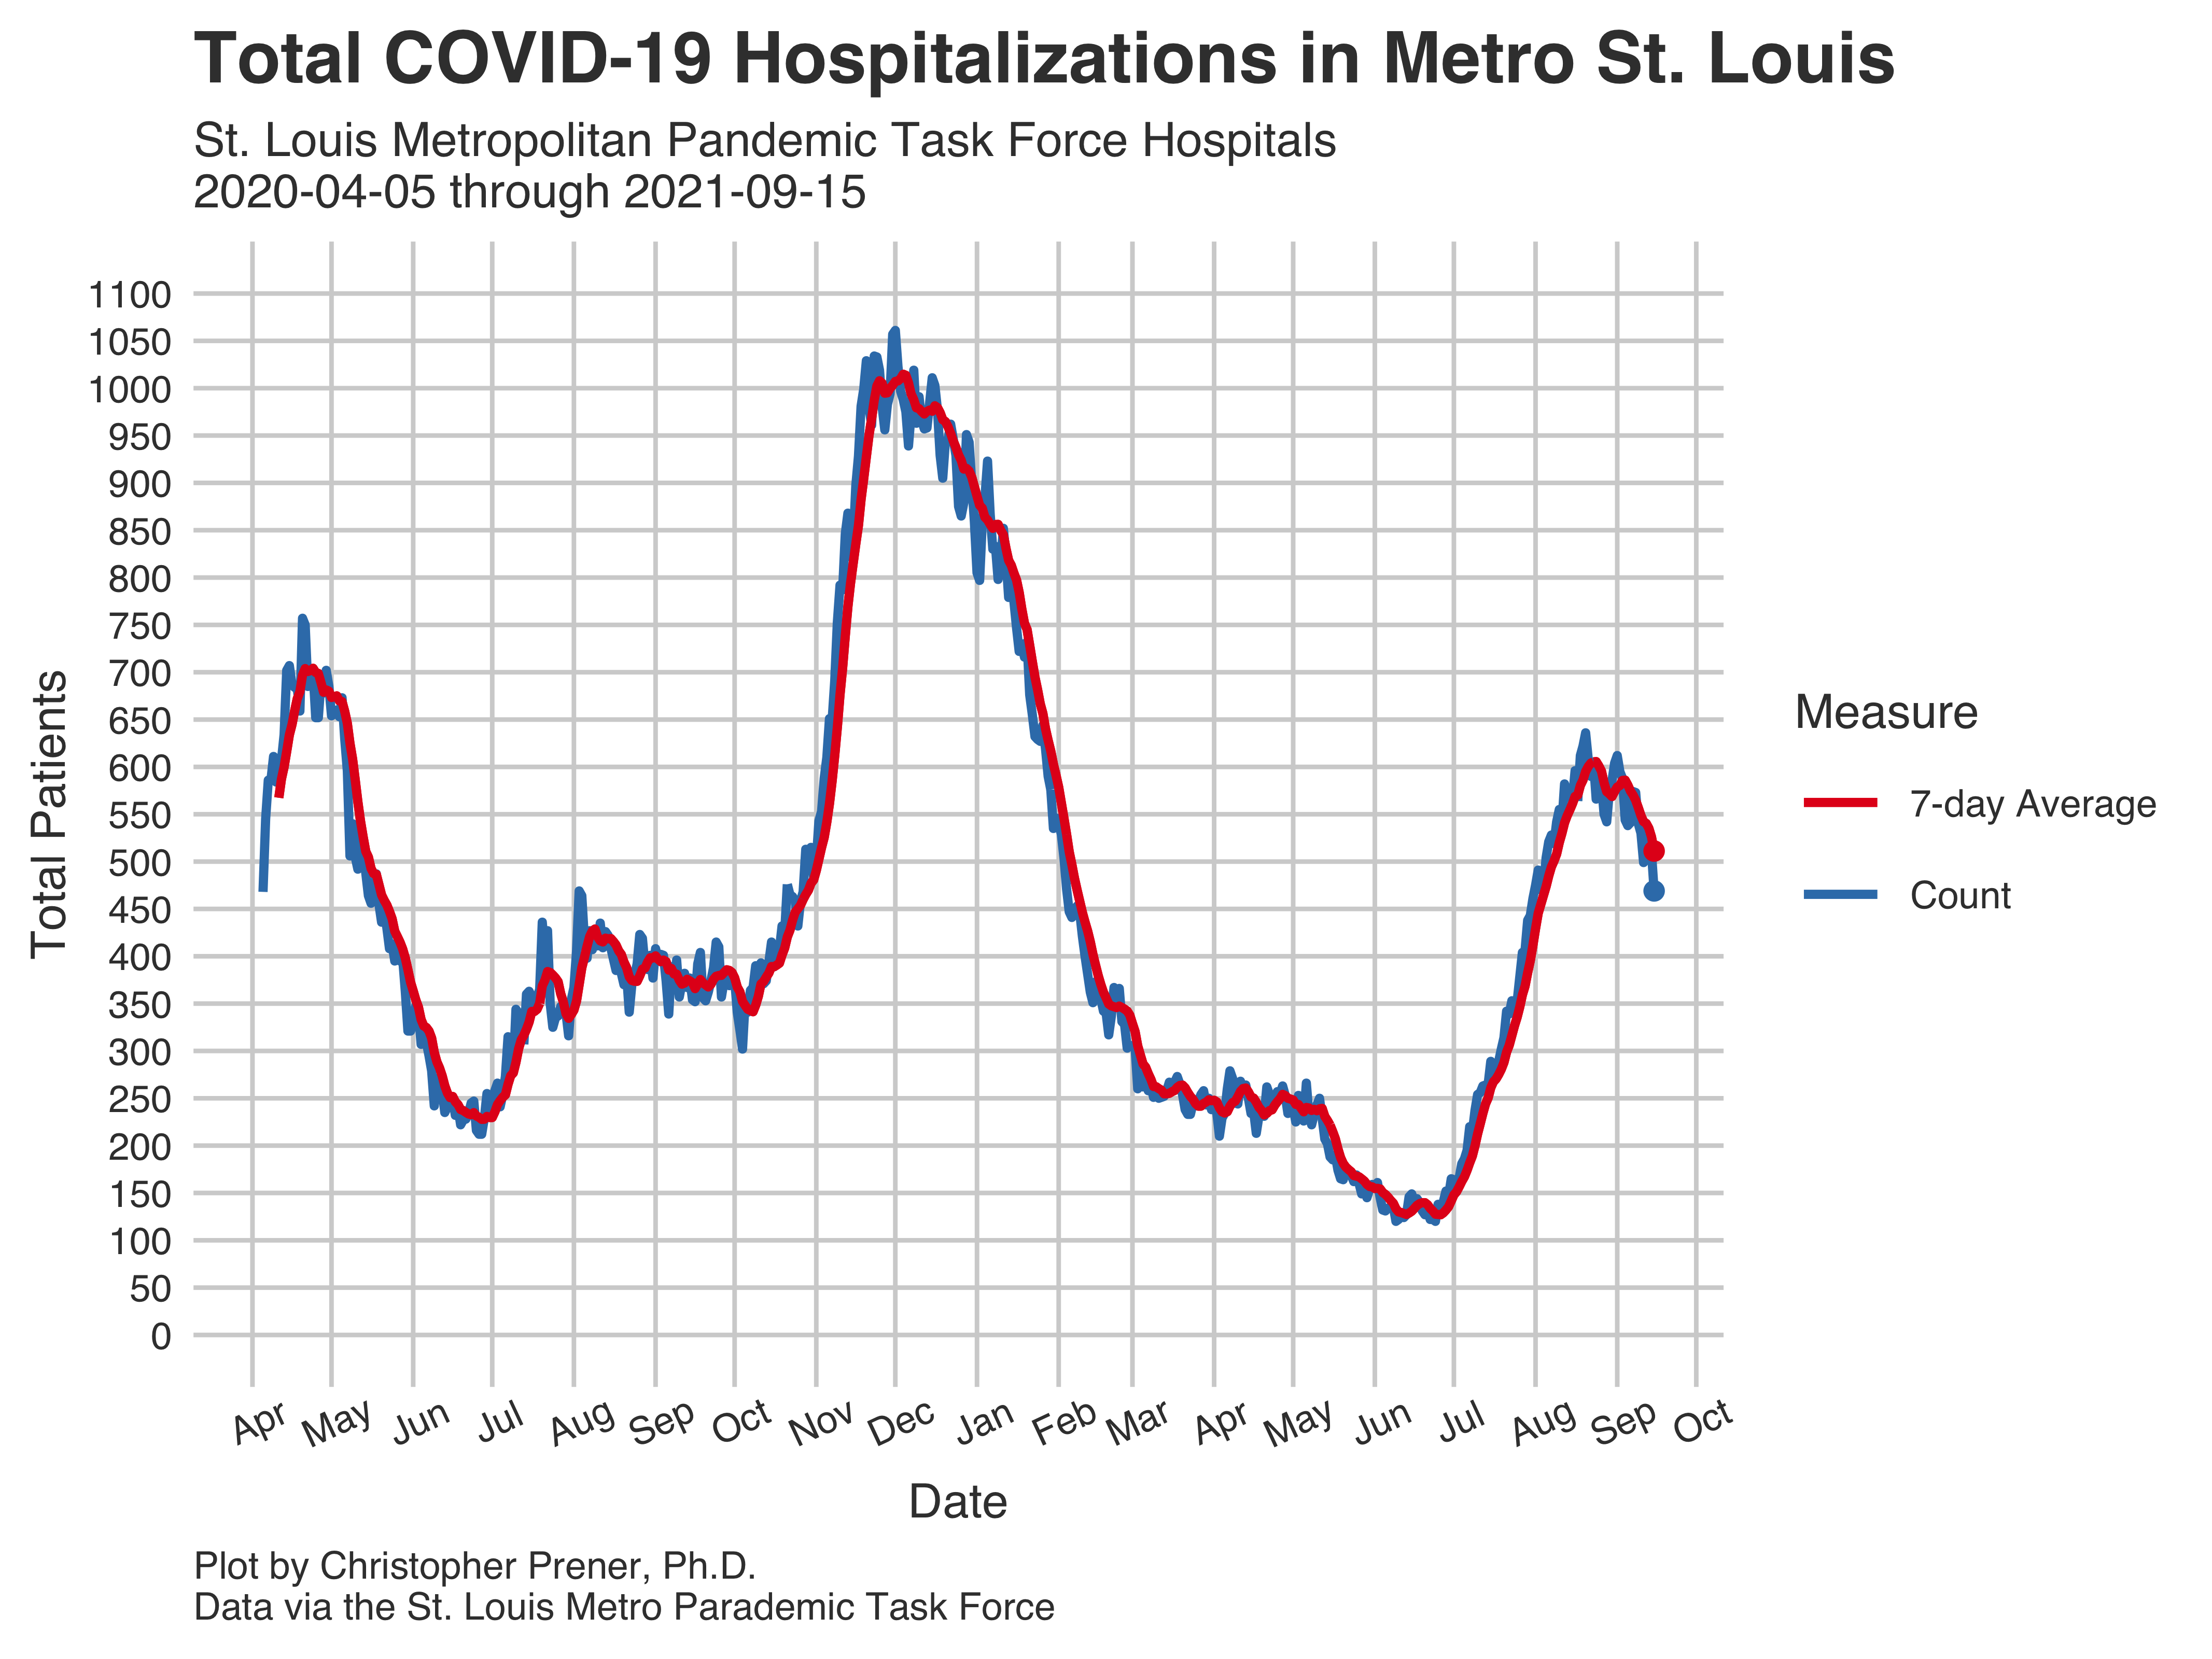 Total COVID-19 Hospitalizations in Metro St. Louis
St. Louis Metropolitan Pandemic Task Force Hospitals
2020-04-05 through 2021-09-15
1100
1050
1000
950
900
850
800
750
700
650
600
550
500
450
400
350
300
250
200
150
100
50
0
Total Patients
Apr May Jun Jul Aug Sep Oct Nov Dec Jan Feb Mar Apr May Jun Jul Aug Sep Oct
Date
Measure
7-day Average
Count
Plot by Christopher Prener, Ph.D.
Data via the St. Louis Metro Parademic Task Force